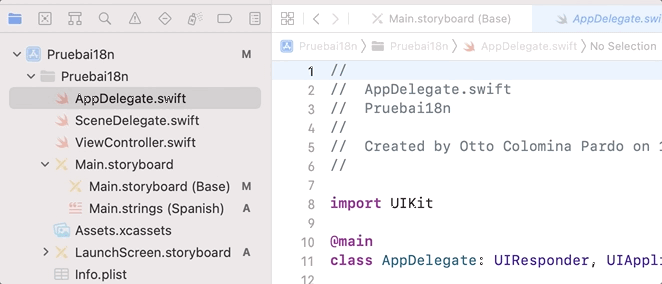 Pruebai18n M
Pruebai18n
AppDelegate.swift
SceneDelegate.swift
ViewController.swift
Main.storyboard
Main.storyboard (Base) M
Main.strings (Spanish) A
Assets.xcassets
LaunchScreen.storyboard A
Info.plist
Main.storyboard (Base) AppDelegate.swi
Pruebai18n Pruebai18n AppDelegate.swift No Selection
1 //
2 // AppDelegate.swift
3 // Pruebai18n
4 //
5 // Created by Otto Colomina Pardo on 1
6 //
7
8 import UIKit
9
10 @main
11 class AppDelegate: UIResponder, UIAppli
12